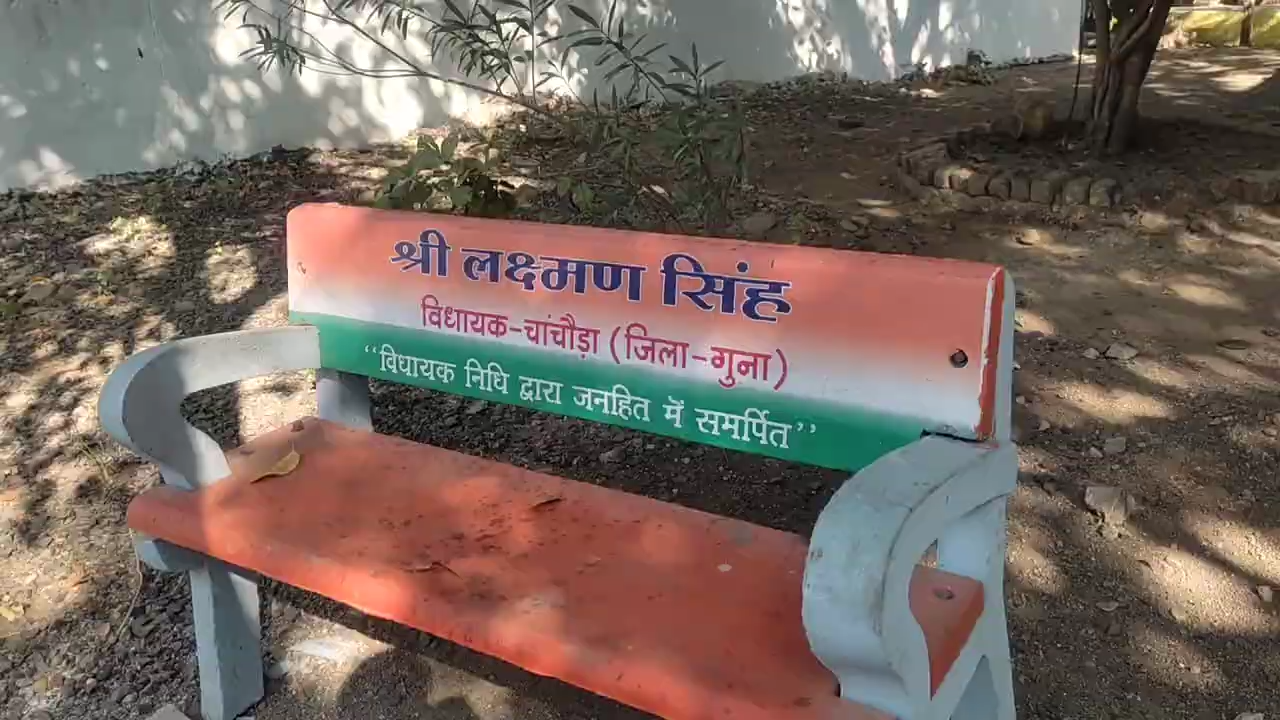 श्री लक्ष्मण सिंह
विधायक-चांचौड़ा (जिला-गुना)
“विधायक निधि द्वारा जनहित में समर्पित”